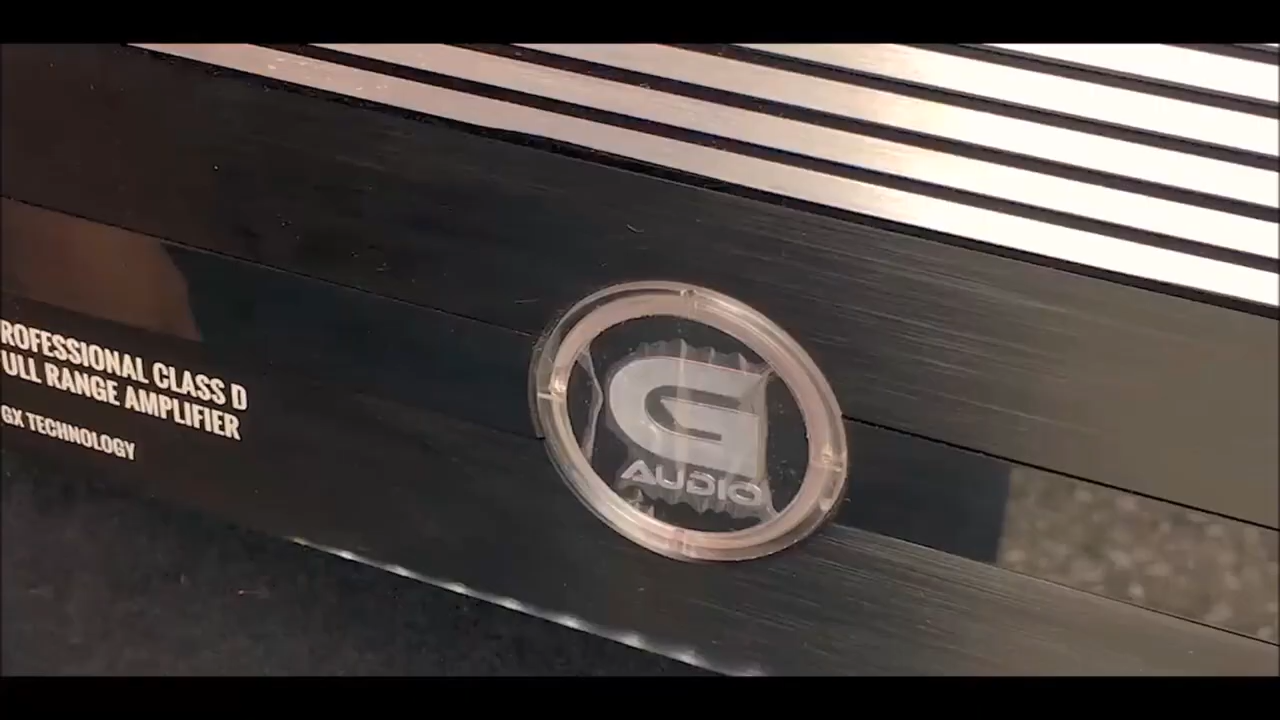 ROFESSIONAL CLASS D
ULL RANGE AMPLIFIER
GX TECHNOLOGY
G
AUDIO